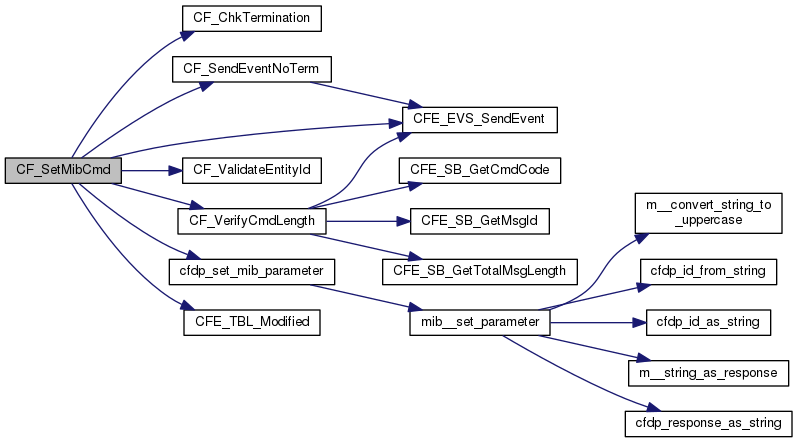 CF_ChkTermination
CF_SendEventNoTerm
CFE_EVS_SendEvent
CF_SetMibCmd
CF_ValidateEntityId
CFE_SB_GetCmdCode
CF_VerifyCmdLength
CFE_SB_GetMsgId
m__convert_string_to
_uppercase
cfdp_set_mib_parameter
CFE_SB_GetTotalMsgLength
cfdp_id_from_string
CFE_TBL_Modified
mib__set_parameter
cfdp_id_as_string
m__string_as_response
cfdp_response_as_string